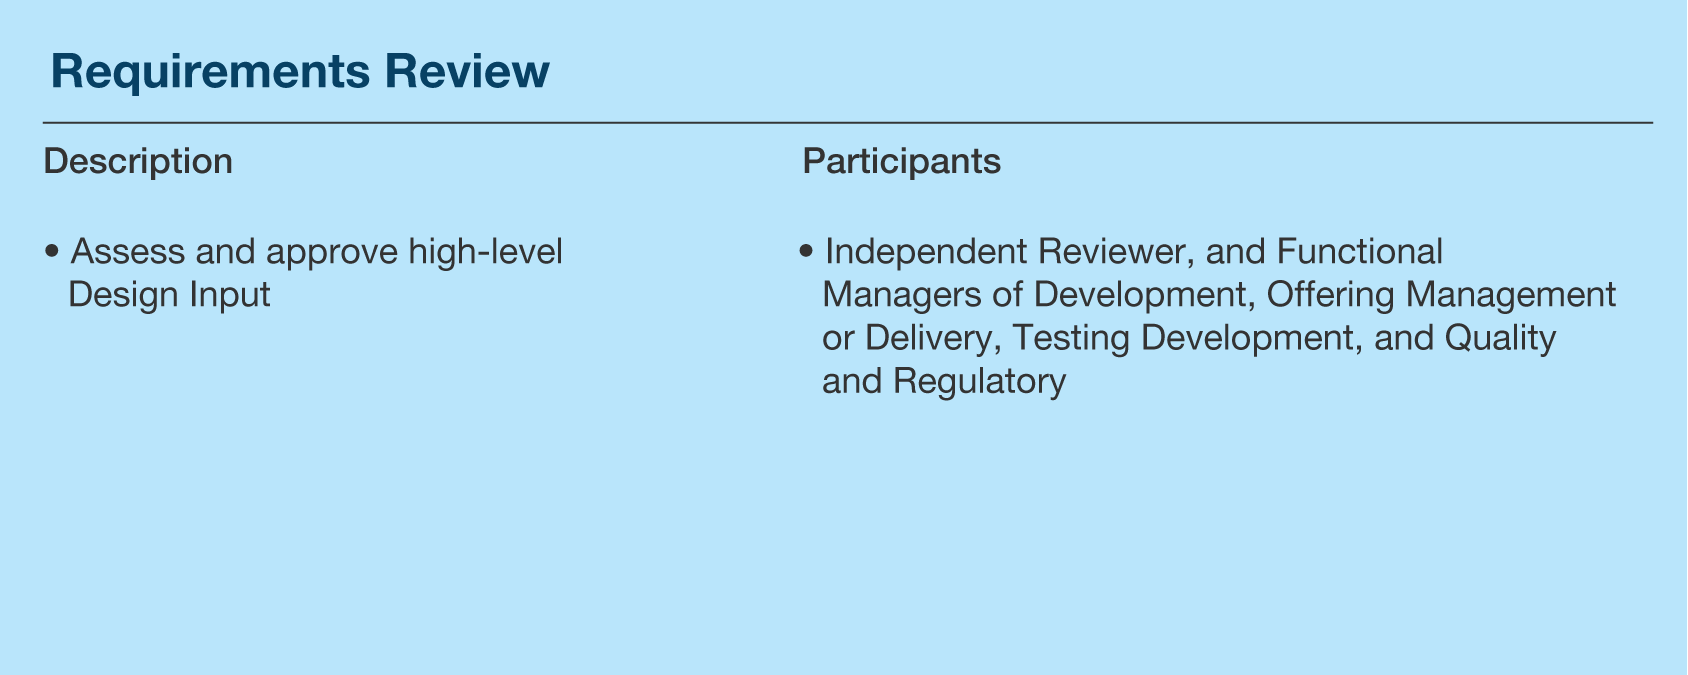 Requirements Review
Description
• Assess and approve high-level
Design Input
Participants
• Independent Reviewer, and Functional
Managers of Development, Offering Management
or Delivery, Testing Development, and Quality
and Regulatory